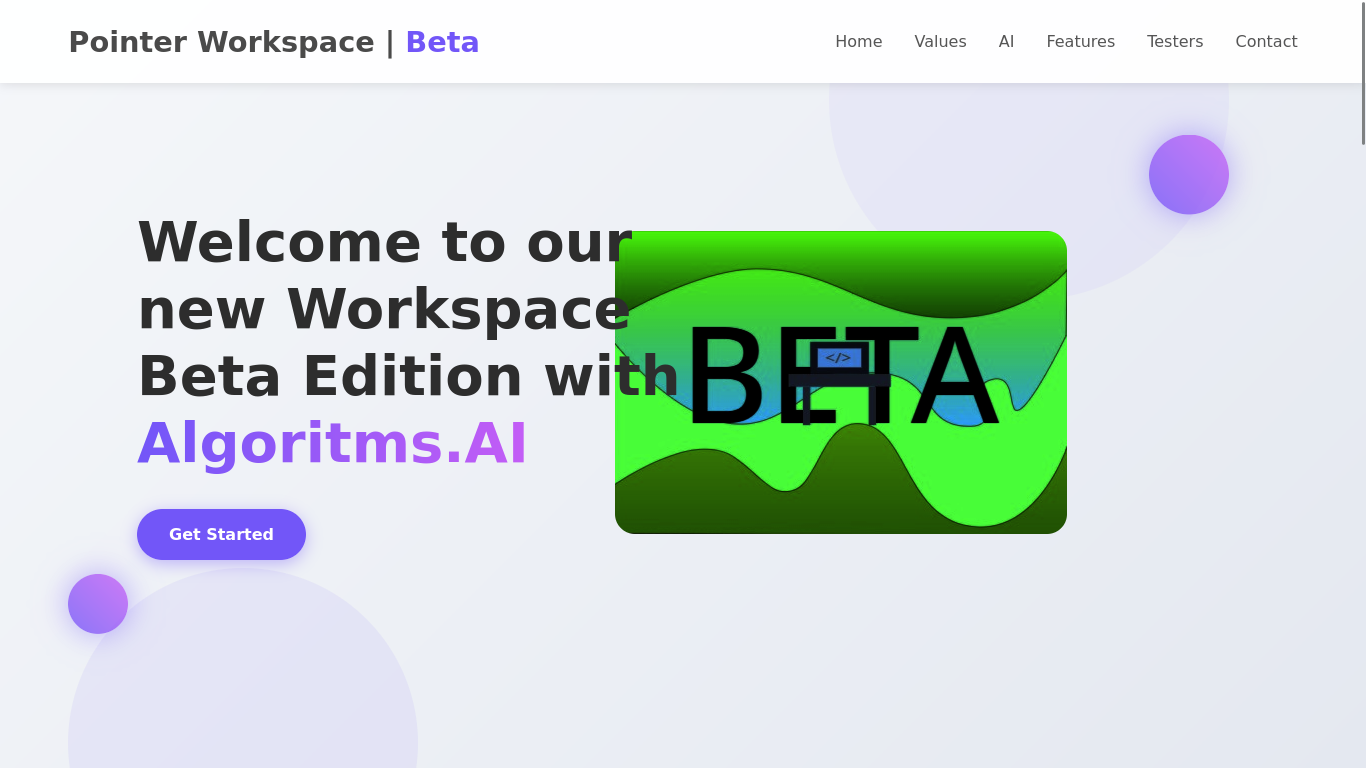 Pointer Workspace | Beta
Home Values AI Features Testers Contact
Welcome to our
new Workspace
Beta Edition with
Algoritms.AI
BETA
</>
Get Started